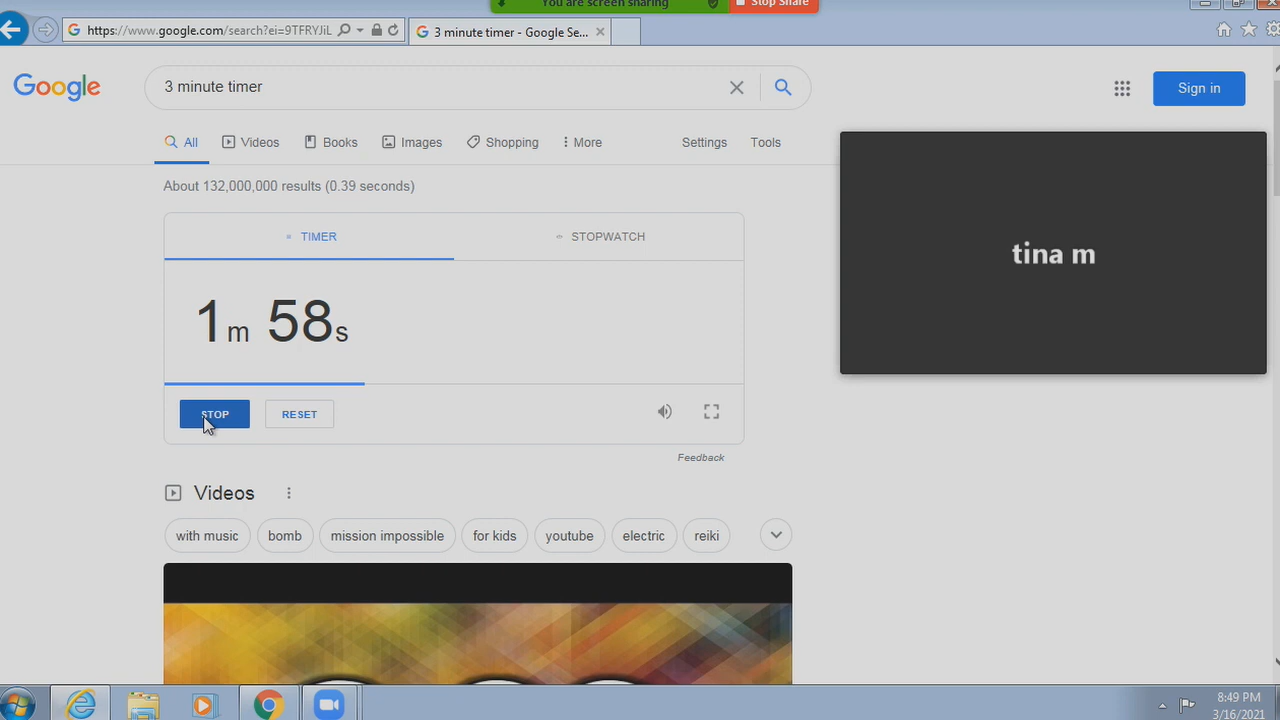 You are screen sharing
Stop Share
https://www.google.com/search?ei=9TFRYJiL
3 minute timer - Google Se...
Google
3 minute timer
Sign in
All
Videos
Books
Images
Shopping
More
Settings
Tools
About 132,000,000 results (0.39 seconds)
tina m
TIMER
STOPWATCH
1m 58s
STOP
RESET
Feedback
Videos
with music
bomb
mission impossible
for kids
youtube
electric
reiki
8:49 PM
3/16/2021